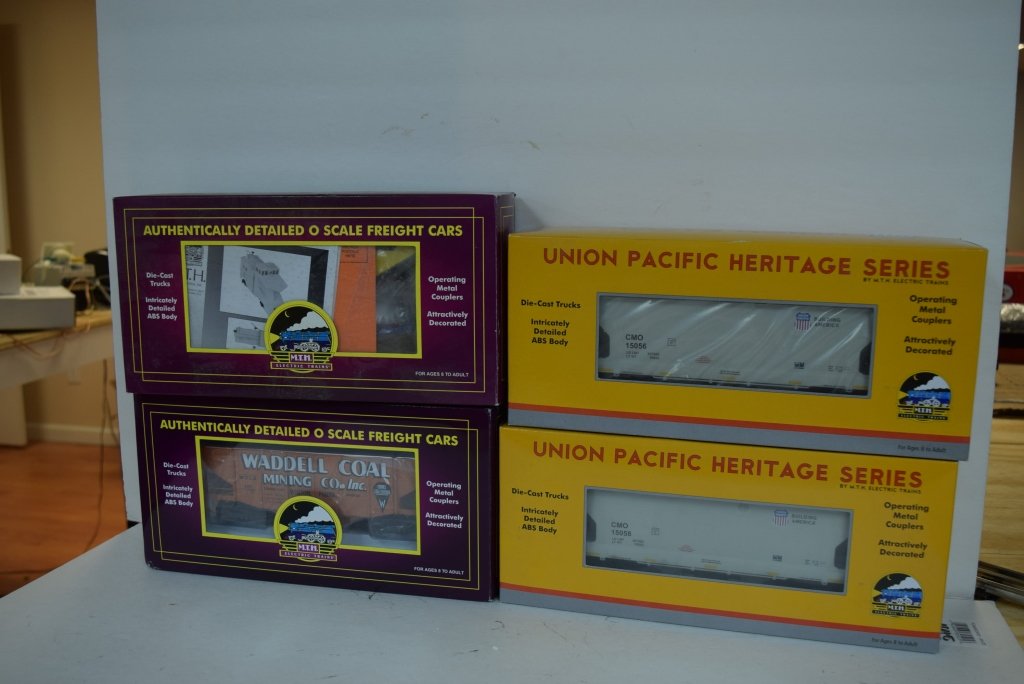 AUTHENTICALLY DETAILED O SCALE FREIGHT CARS
Die-Cast
Trucks
Intricately
Detailed
ABS Body
T.H.
Operating
Metal
Couplers
Attractively
Decorated
M.T.H.
ELECTRIC TRAINS
FOR AGES 8 TO ADULT
AUTHENTICALLY DETAILED O SCALE FREIGHT CARS
Die-Cast
Trucks
Intricately
Detailed
ABS Body
WADDELL COAL
MINING CO., Inc.
Operating
Metal
Couplers
Attractively
Decorated
M.T.H.
ELECTRIC TRAINS
FOR AGES 8 TO ADULT
UNION PACIFIC HERITAGE SERIES
BY M.T.H. ELECTRIC TRAINS
Die-Cast Trucks
Intricately
Detailed
ABS Body
CMO
15056
BUILDING
AMERICA
Operating
Metal
Couplers
Attractively
Decorated
M.T.H.
For Ages 8 to Adult
UNION PACIFIC HERITAGE SERIES
BY M.T.H. ELECTRIC TRAINS
Die-Cast Trucks
Intricately
Detailed
ABS Body
CMO
15058
BUILDING
AMERICA
Operating
Metal
Couplers
Attractively
Decorated
M.T.H.
For Ages 8 to Adult